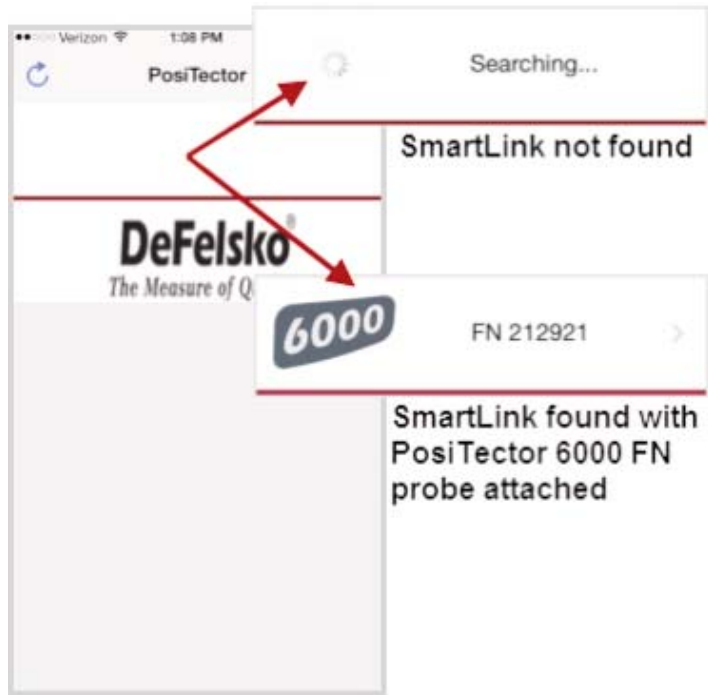 Verizon 1:08 PM
PosiTector
Searching...
SmartLink not found
DeFelsko®
The Measure of Q
6000
FN 212921
SmartLink found with
PosiTector 6000 FN
probe attached